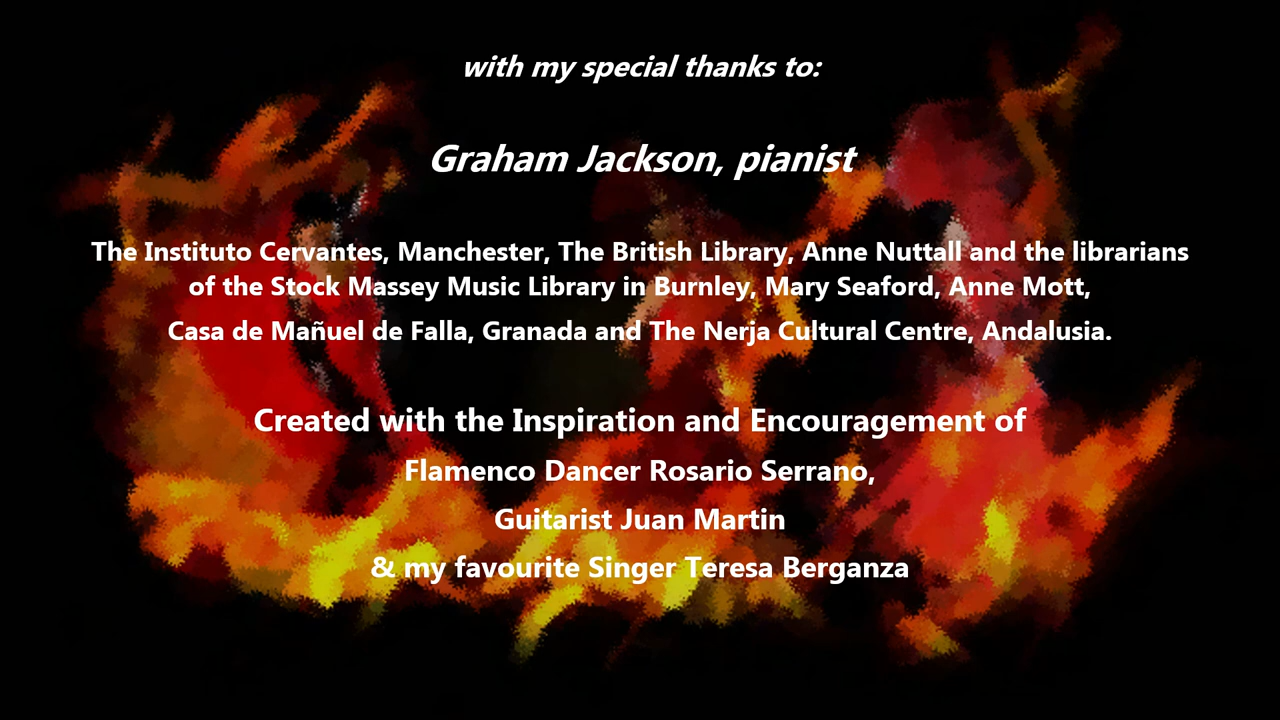 with my special thanks to:
Graham Jackson, pianist
The Instituto Cervantes, Manchester, The British Library, Anne Nuttall and the librarians
of the Stock Massey Music Library in Burnley, Mary Seaford, Anne Mott,
Casa de Mañuel de Falla, Granada and The Nerja Cultural Centre, Andalusia.
Created with the Inspiration and Encouragement of
Flamenco Dancer Rosario Serrano,
Guitarist Juan Martin
& my favourite Singer Teresa Berganza